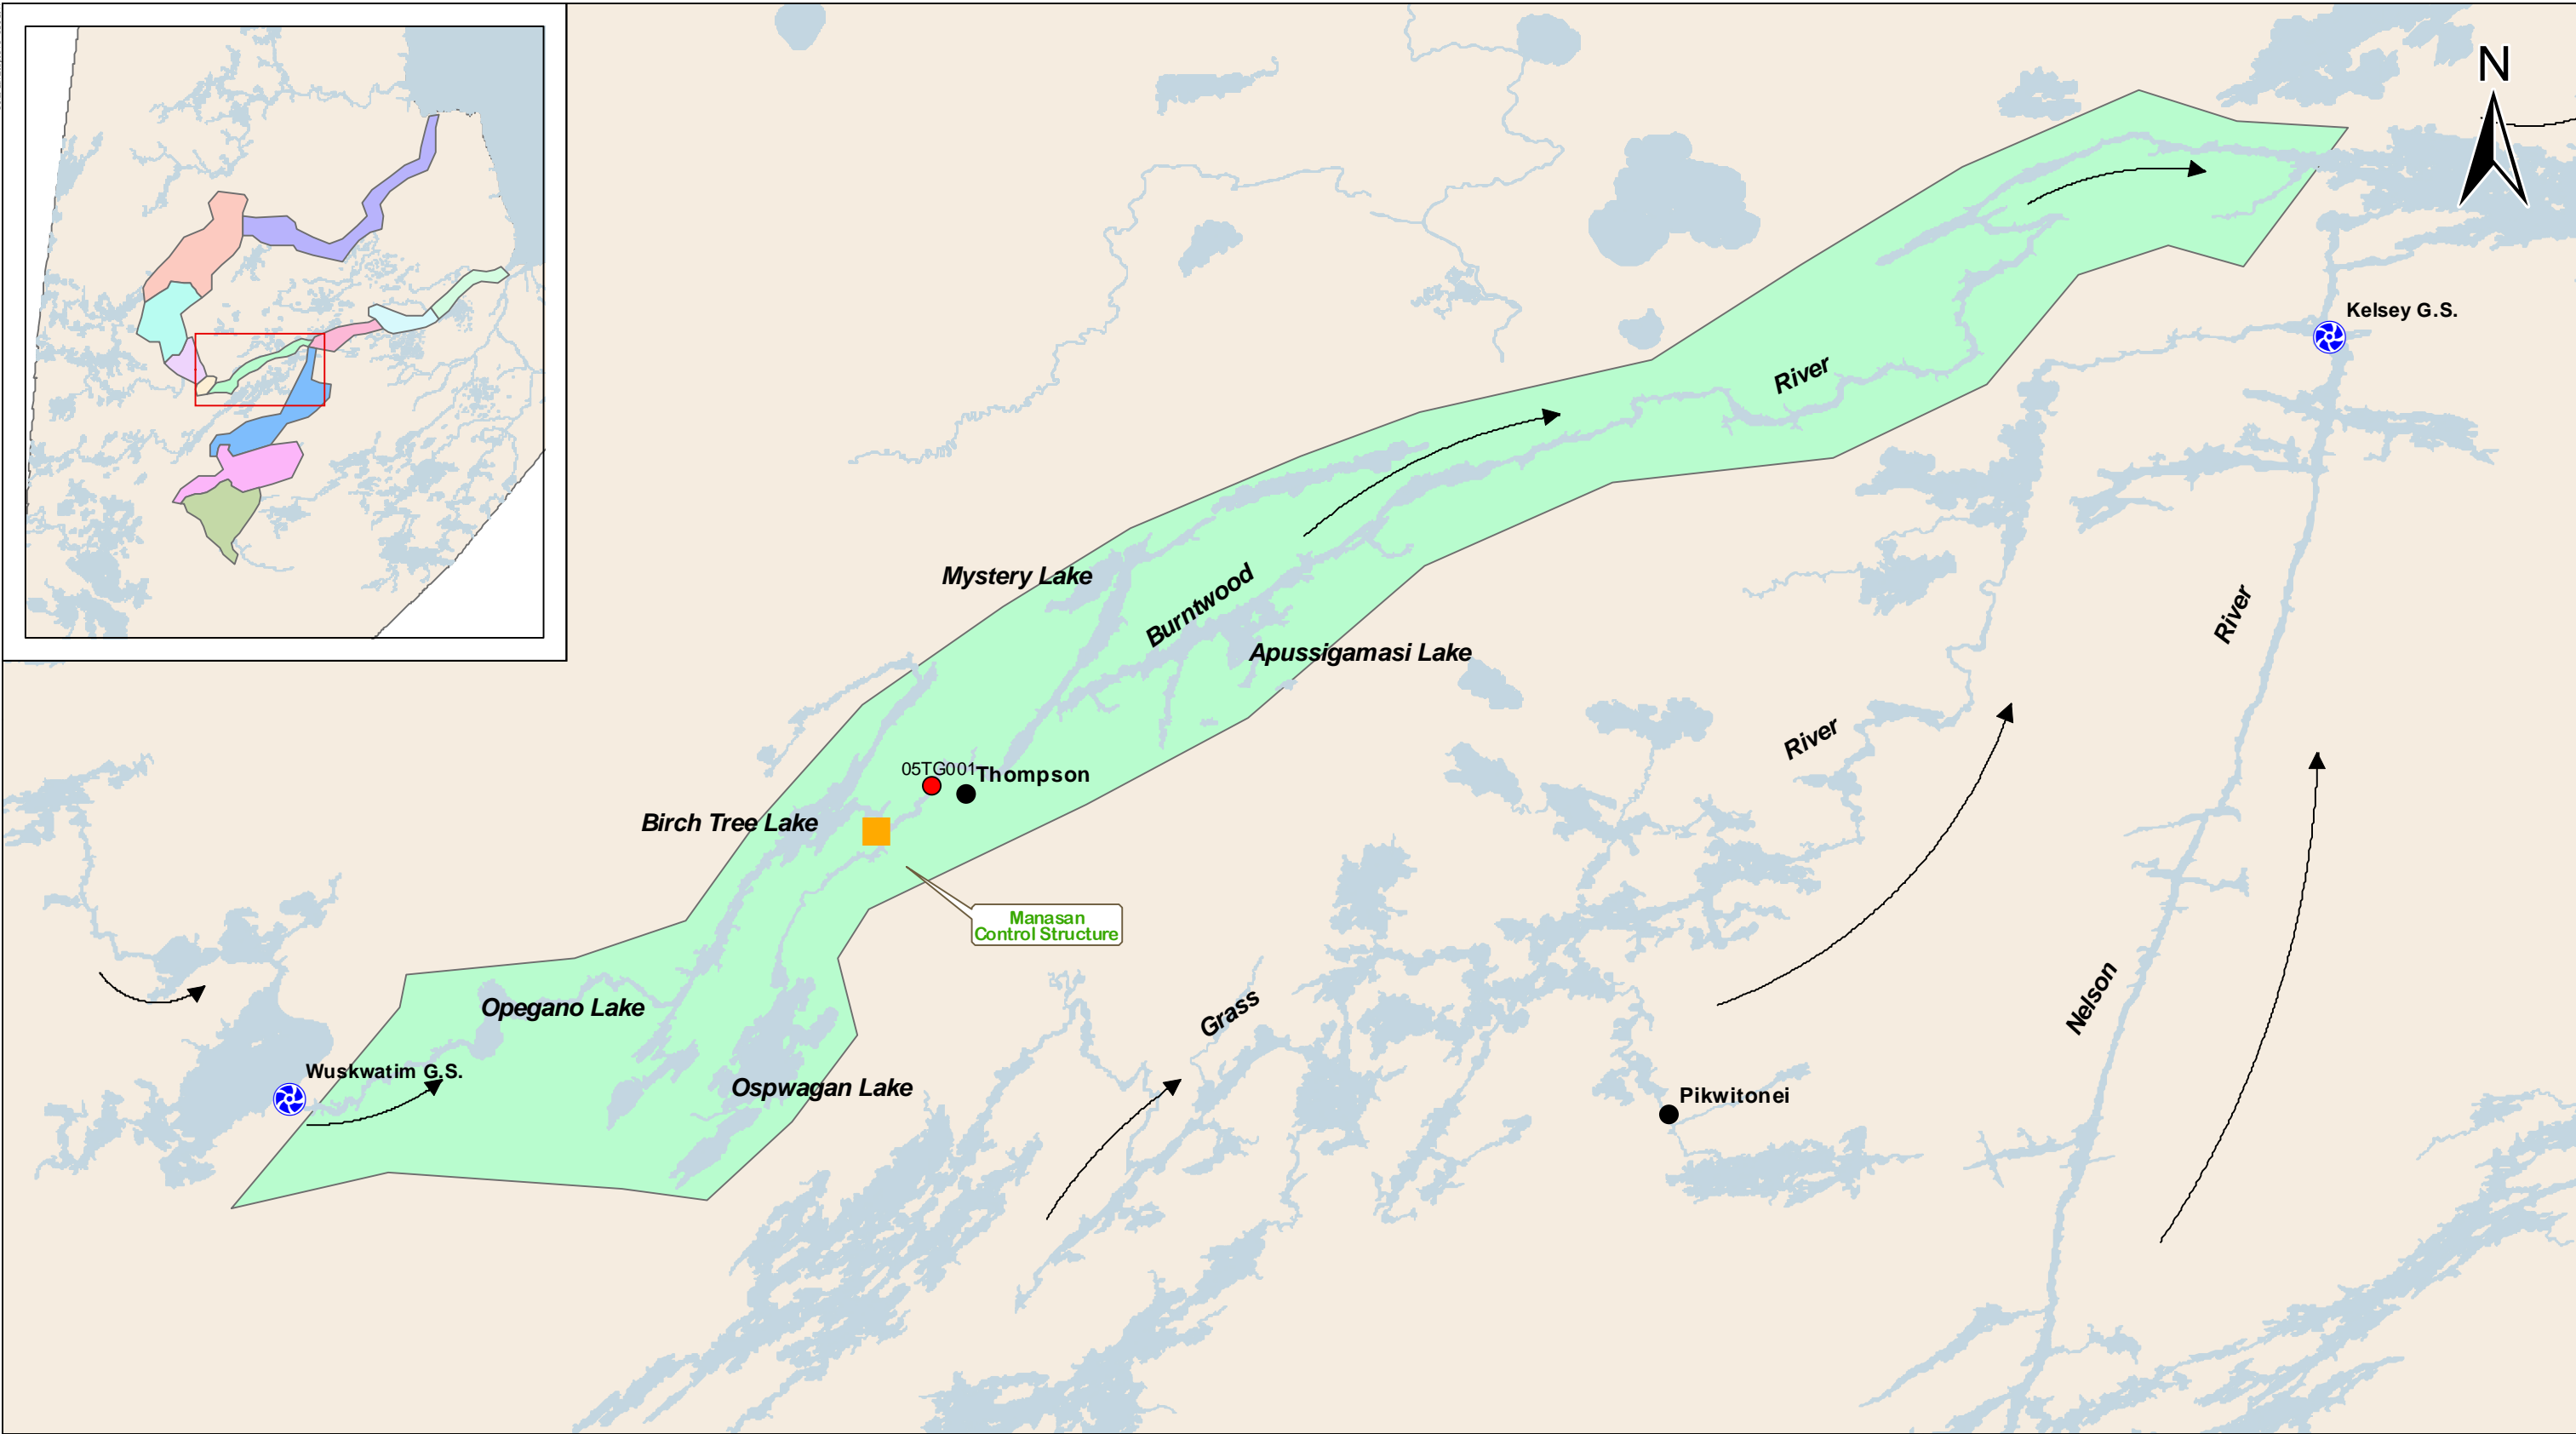 N
Kelsey G.S.
River
Mystery Lake
Burntwood
River
Apussigamasi Lake
River
05TG001
Thompson
Birch Tree Lake
Manasan
Control Structure
Opegano Lake
Grass
Nelson
Wuskwatim G.S.
Ospwagan Lake
Pikwitonei